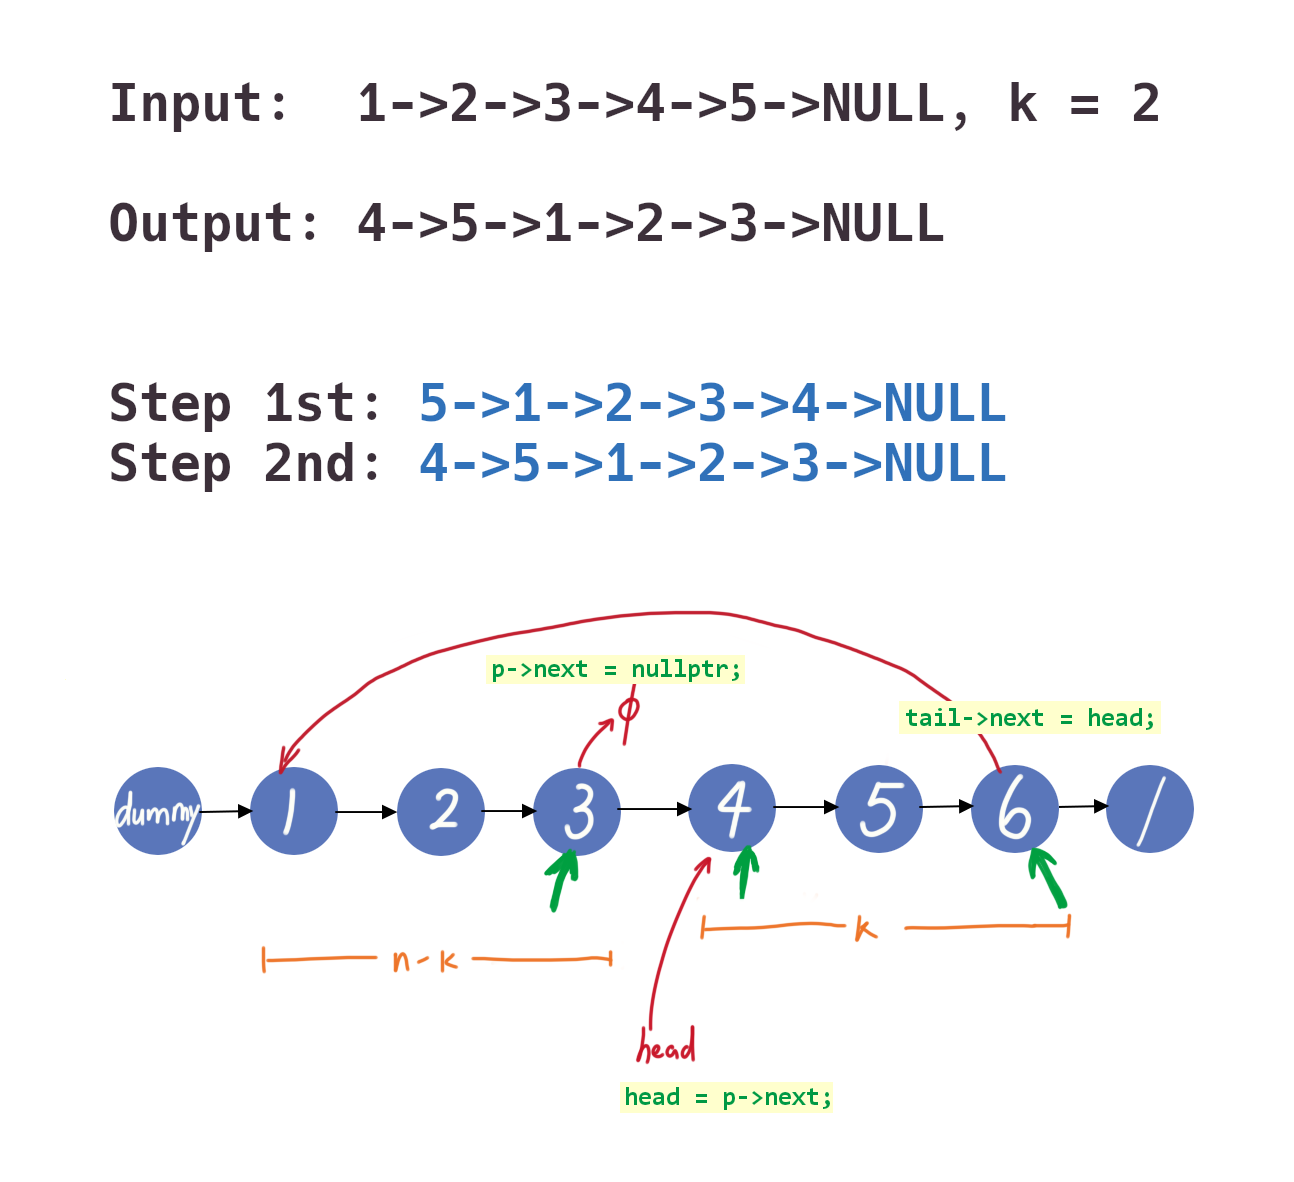 Input:  1->2->3->4->5->NULL, k = 2
Output: 4->5->1->2->3->NULL
Step 1st: 5->1->2->3->4->NULL
Step 2nd: 4->5->1->2->3->NULL
p->next = nullptr;
ϕ
tail->next = head;
dummy 1 2 3 4 5 6 /
k
n-k
head
head = p->next;